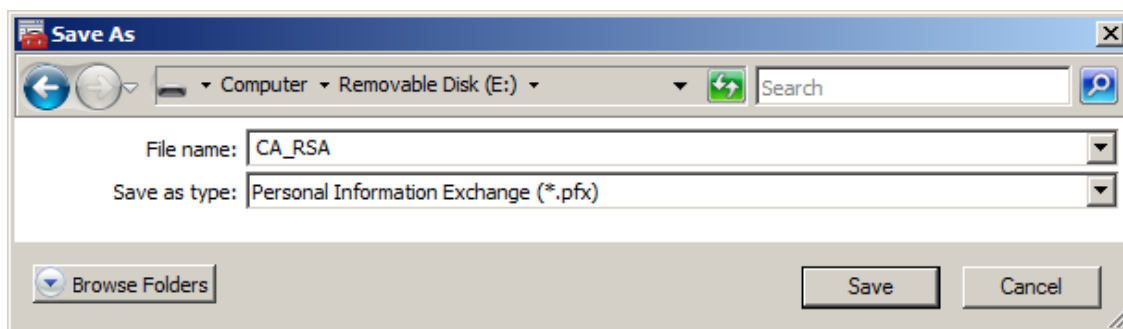 Save As
Computer Removable Disk (E:) Search
File name: CA_RSA
Save as type: Personal Information Exchange (*.pfx)
Browse Folders Save Cancel